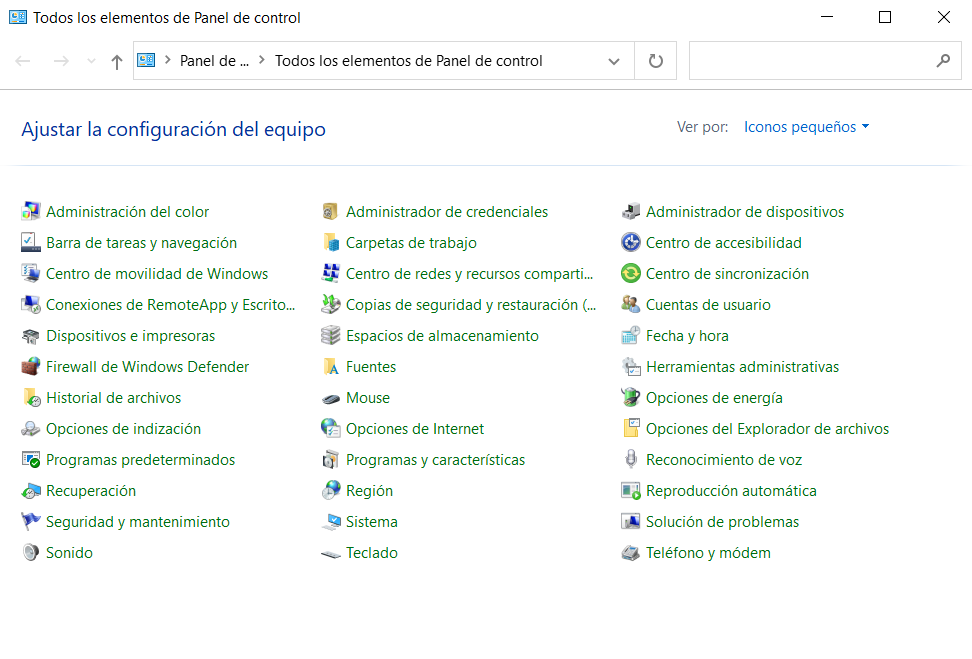 Todos los elementos de Panel de control
Panel de ... Todos los elementos de Panel de control
Ajustar la configuración del equipo
Ver por: Iconos pequeños
Administración del color
Administrador de credenciales
Administrador de dispositivos
Barra de tareas y navegación
Carpetas de trabajo
Centro de accesibilidad
Centro de movilidad de Windows
Centro de redes y recursos comparti...
Centro de sincronización
Conexiones de RemoteApp y Escrito...
Copias de seguridad y restauración (...
Cuentas de usuario
Dispositivos e impresoras
Espacios de almacenamiento
Fecha y hora
Firewall de Windows Defender
Fuentes
Herramientas administrativas
Historial de archivos
Mouse
Opciones de energía
Opciones de indización
Opciones de Internet
Opciones del Explorador de archivos
Programas predeterminados
Programas y características
Reconocimiento de voz
Recuperación
Región
Reproducción automática
Seguridad y mantenimiento
Sistema
Solución de problemas
Sonido
Teclado
Teléfono y módem